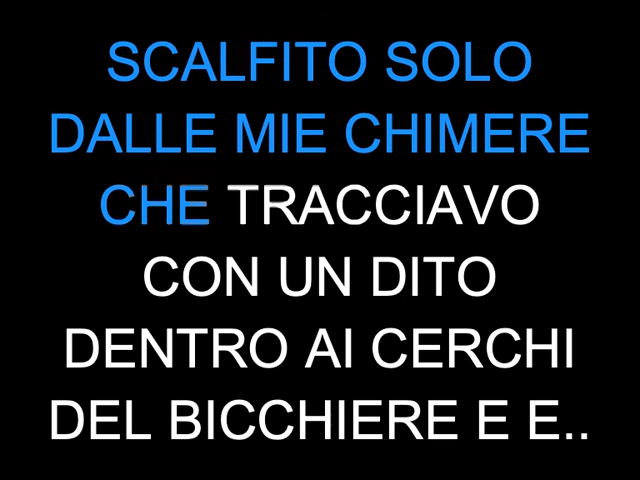 SCALFITO SOLO
DALLE MIE CHIMERE
CHE TRACCIAVO
CON UN DITO
DENTRO AI CERCHI
DEL BICCHIERE E E..